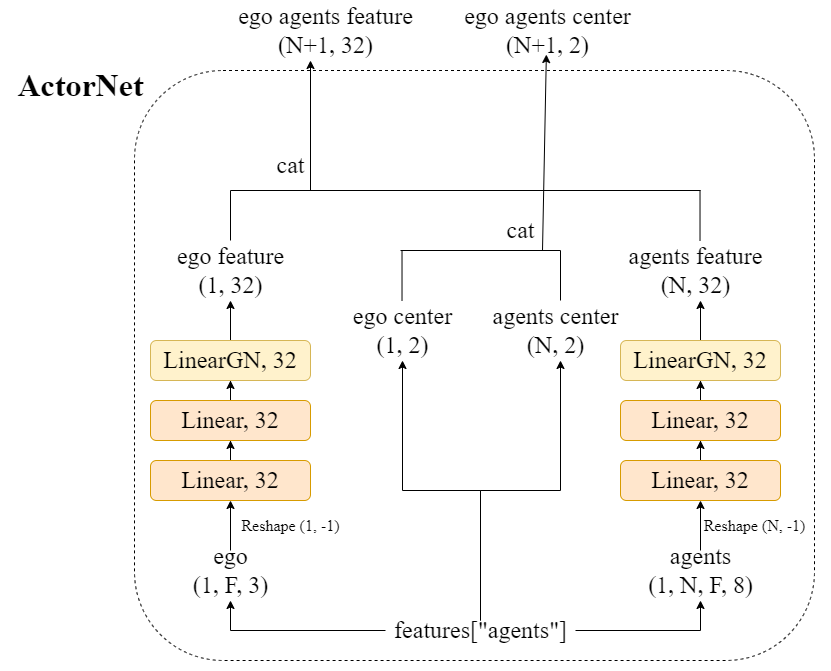 ego agents feature
(N+1, 32)
ego agents center
(N+1, 2)
ActorNet
cat
cat
ego feature
(1, 32)
agents feature
(N, 32)
ego center
(1, 2)
agents center
(N, 2)
LinearGN, 32
LinearGN, 32
Linear, 32
Linear, 32
Linear, 32
Linear, 32
Reshape (1, -1)
Reshape (N, -1)
ego
(1, F, 3)
agents
(1, N, F, 8)
features["agents"]